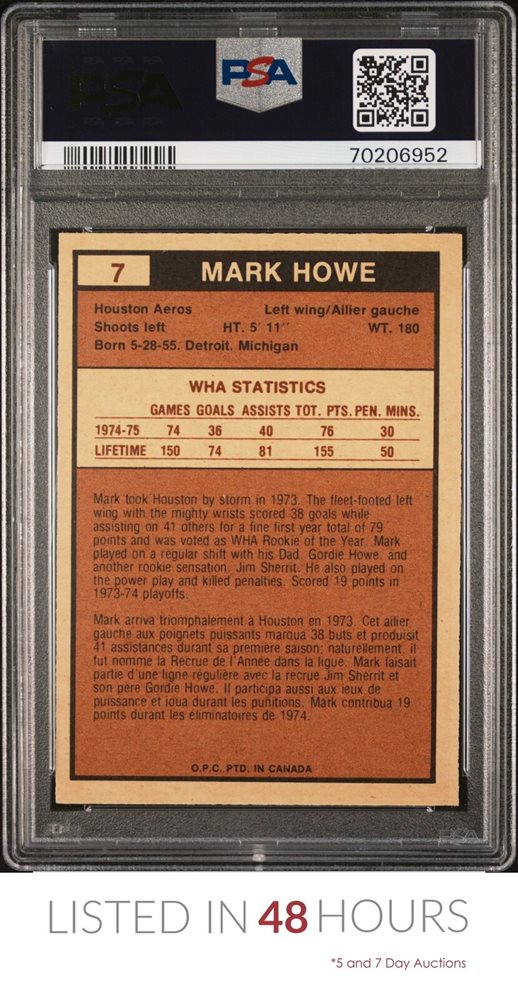 PSA
70206952
7 MARK HOWE
Houston Aeros Left wing/Ailier gauche
Shoots left HT. 5' 11'' WT. 180
Born 5-28-55. Detroit. Michigan
WHA STATISTICS
GAMES GOALS ASSISTS TOT. PTS. PEN. MINS.
1974-75 74 36 40 76 30
LIFETIME 150 74 81 155 50
Mark took Houston by storm in 1973. The fleet-footed left
wing with the mighty wrists scored 38 goals while
assisting on 41 others for a fine first year total of 79
points and was voted as WHA Rookie of the Year. Mark
played on a regular shift with his Dad. Gordie Howe, and
another rookie sensation. Jim Sherrit. He also played on
the power play and killed penalties. Scored 19 points in
1973-74 playoffs.
Mark arriva triomphalement à Houston en 1973. Cet ailier
gauche aux poignets puissants marqua 38 buts et produisit
41 assistances durant sa première saison; naturellement, il
fut nomme la Recrue de l'Année dans la ligue. Mark faisait
partie d'une ligne régulière avec la recrue Jim Sherrit et
son père Gordie Howe. Il participa aussi aux jeux de
puissance et joua durant les punitions. Mark contribua 19
points durant les éliminatoires de 1974.
O.P.C. PTD. IN CANADA
LISTED IN 48 HOURS
*5 and 7 Day Auctions